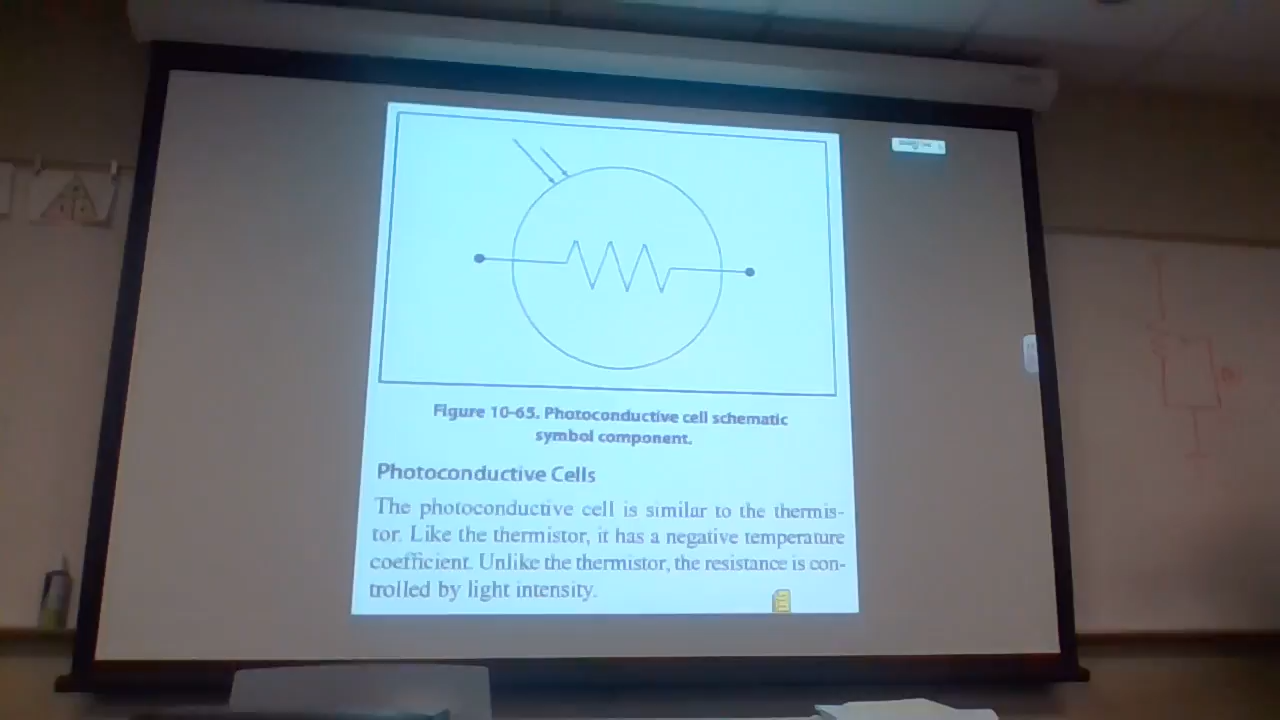 Figure 10-65. Photoconductive cell schematic
symbol component.
Photoconductive Cells
The photoconductive cell is similar to the thermis-
tor. Like the thermistor, it has a negative temperature
coefficient. Unlike the thermistor, the resistance is con-
trolled by light intensity.